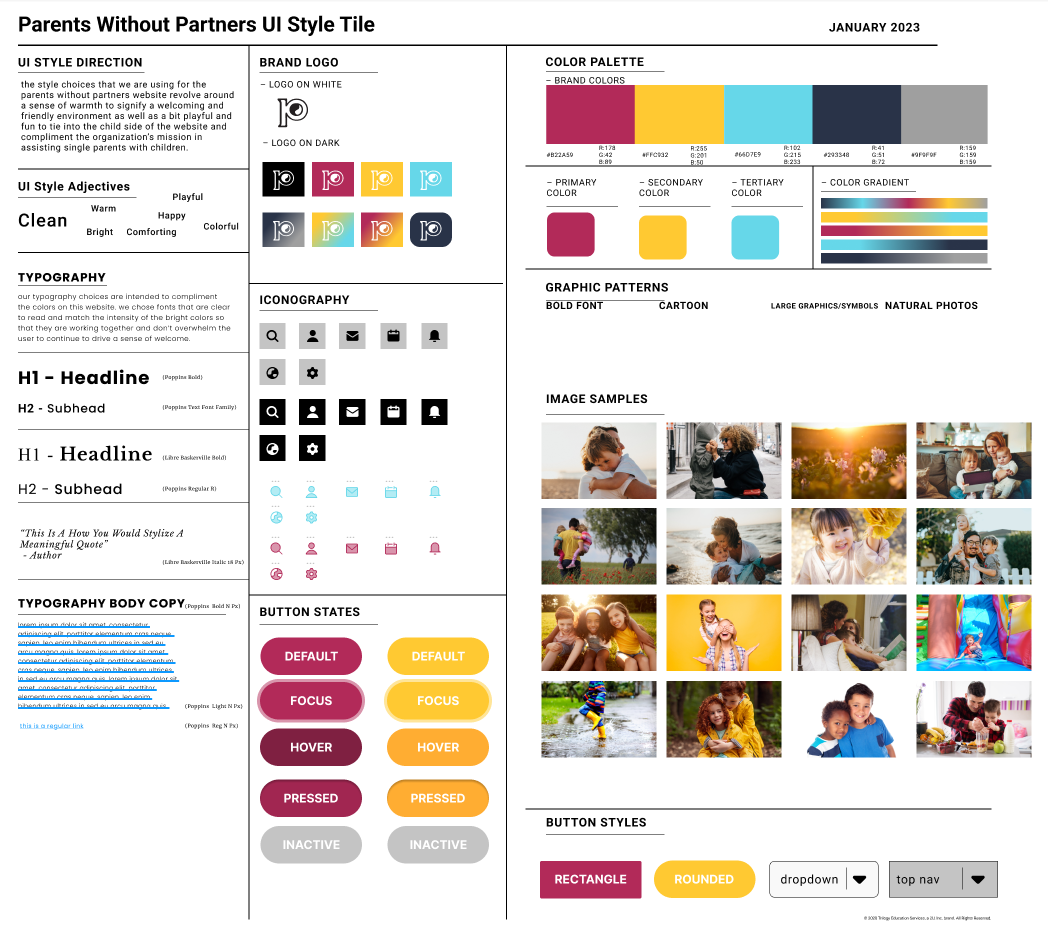 Parents Without Partners UI Style Tile
JANUARY 2023
UI STYLE DIRECTION
the style choices that we are using for the
parents without partners website revolve around
a sense of warmth to signify a welcoming and
friendly environment as well as a bit playful and
fun to tie into the child side of the website and
compliment the organization's mission in
assisting single parents with children.
UI Style Adjectives
Playful
Warm
Clean
Happy
Colorful
Bright
Comforting
TYPOGRAPHY
our typography choices are intended to compliment
the colors on this website. we chose fonts that are clear
to read and match the intensity of the bright colors so
that they are working together and don't overwhelm the
user to continue to drive a sense of welcome.
H1 - Headline (Poppins Bold)
H2 - Subhead (Poppins Text Font Family)
H1 - Headline (Libre Baskerville Bold)
H2 - Subhead (Poppins Regular R)
"This Is A How You Would Stylize A
Meaningful Quote"
- Author
(Libre Baskerville Italic 18 Px)
TYPOGRAPHY BODY COPY (Poppins Bold N Px)
lorem ipsum dolor sit amet, consectetur
adipiscing elit. porttitor elementum cras neque,
sapien, leo enim bibendum ultrices in sed eu
arcu magna quis. lorem ipsum dolor sit amet,
consectetur adipiscing elit. porttitor elementum
cras neque, sapien, leo enim bibendum ultrices
in sed eu arcu magna quis. lorem ipsum dolor sit
amet, consectetur adipiscing elit. porttitor
elementum cras neque, sapien, leo enim
bibendum ultrices in sed eu arcu magna quis.
(Poppins Light N Px)
this is a regular link
(Poppins Reg N Px)
BRAND LOGO
– LOGO ON WHITE
p
– LOGO ON DARK
p p p p
p p p p
ICONOGRAPHY
BUTTON STATES
DEFAULT DEFAULT
FOCUS FOCUS
HOVER HOVER
PRESSED PRESSED
INACTIVE INACTIVE
COLOR PALETTE
– BRAND COLORS
#B22A59
R:178
G:42
B:89
#FFC932
R:255
G:201
B:50
#66D7E9
R:102
G:215
B:233
#293348
R:41
G:51
B:72
#9F9F9F
R:159
G:159
B:159
– PRIMARY
COLOR
– SECONDARY
COLOR
– TERTIARY
COLOR
– COLOR GRADIENT
GRAPHIC PATTERNS
BOLD FONT
CARTOON
LARGE GRAPHICS/SYMBOLS
NATURAL PHOTOS
IMAGE SAMPLES
BUTTON STYLES
RECTANGLE
ROUNDED
dropdown
top nav
© 2020 Trilogy Education Services, a 2U, Inc. brand. All Rights Reserved.